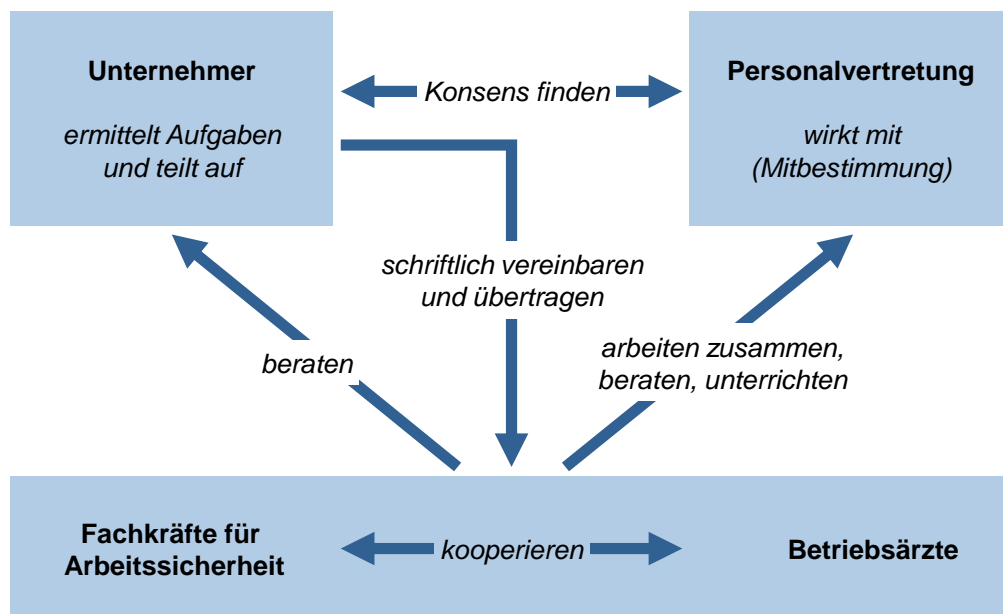 Unternehmer
ermittelt Aufgaben
und teilt auf
Konsens finden
Personalvertretung
wirkt mit
(Mitbestimmung)
schriftlich vereinbaren
und übertragen
beraten
arbeiten zusammen,
beraten, unterrichten
Fachkräfte für
Arbeitssicherheit
kooperieren
Betriebsärzte